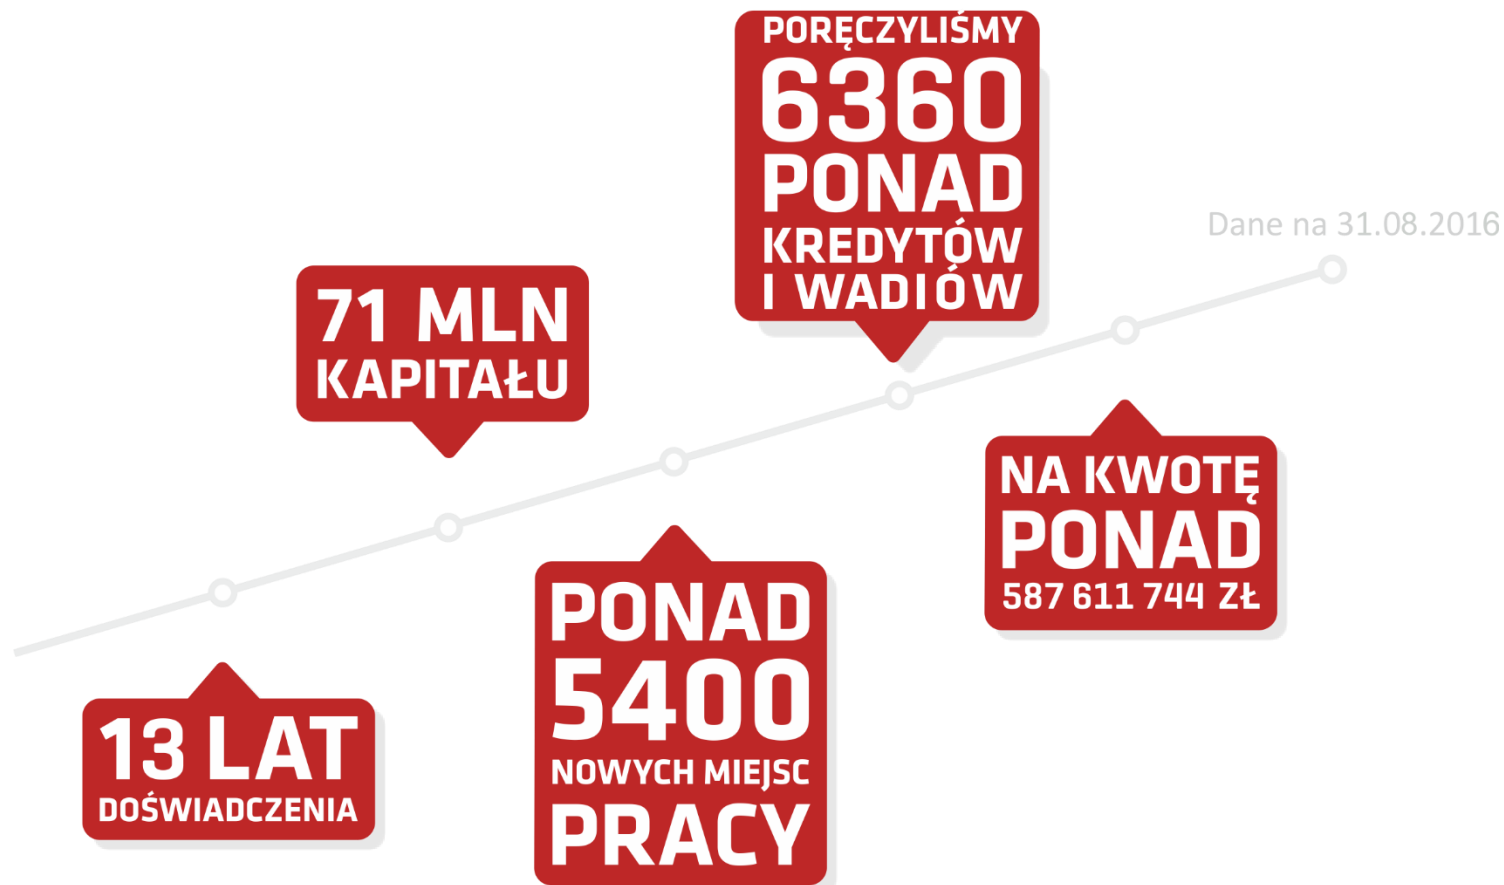 PORĘCZYLIŚMY
6360
PONAD
KREDYTÓW
I WADIÓW
Dane na 31.08.2016
71 MLN
KAPITAŁU
NA KWOTĘ
PONAD
587 611 744 ZŁ
PONAD
5400
NOWYCH MIEJSC
PRACY
13 LAT
DOŚWIADCZENIA